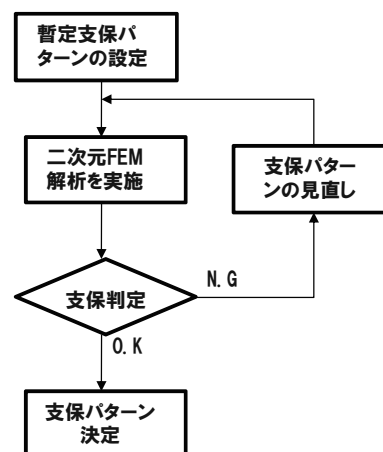 暫定支保パ
ターンの設定
二次元FEM
解析を実施
支保パター
ンの見直し
支保判定
N.G
O.K
支保パターン
決定